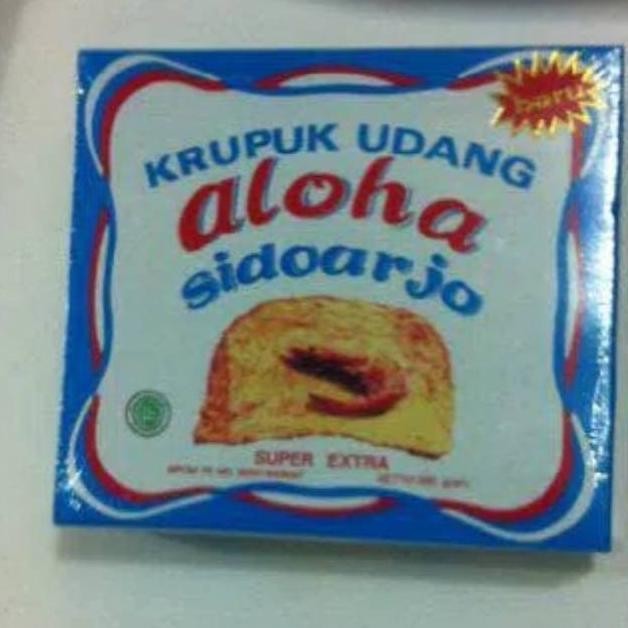 baru
KRUPUK UDANG
aloha
sidoarjo
SUPER EXTRA